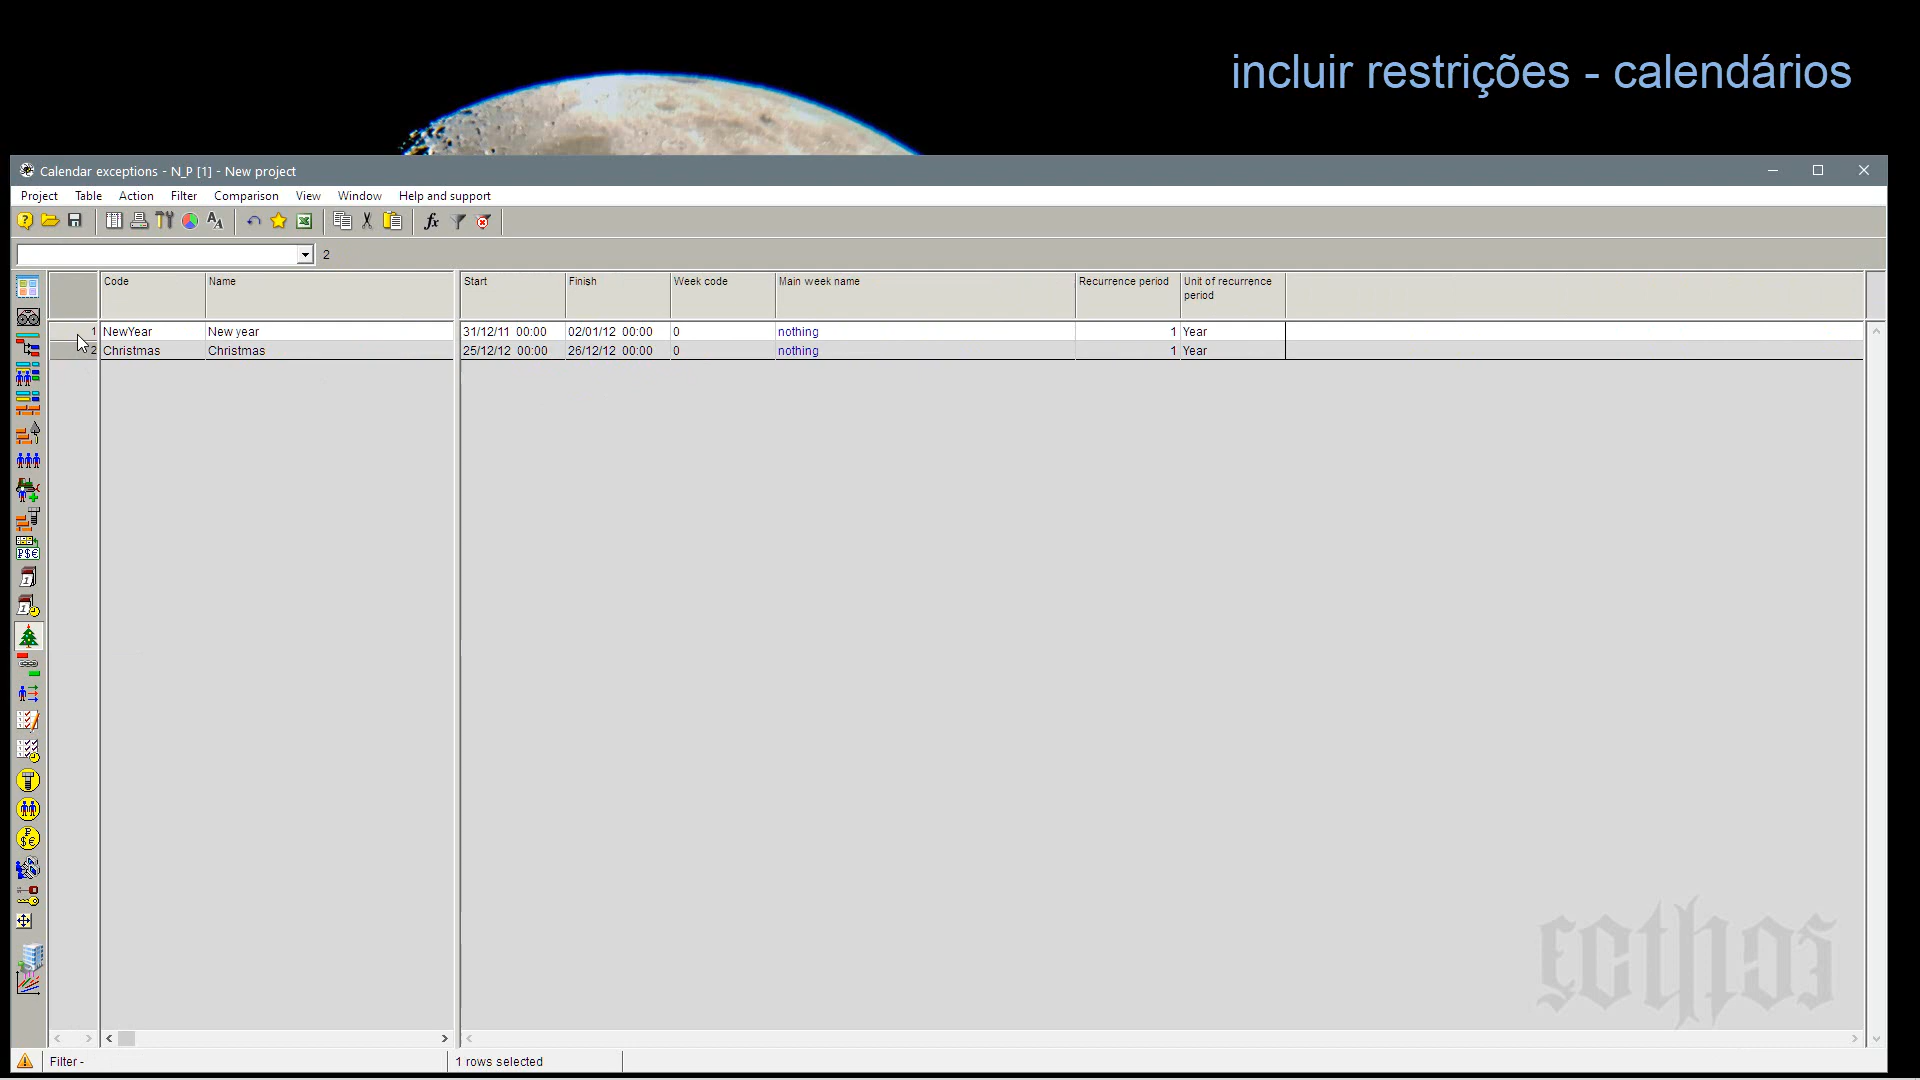 incluir restrições - calendários
Calendar exceptions - N_P [1] - New project
Project Table Action Filter Comparison View Window Help and support
2
Code Name Start Finish Week code Main week name Recurrence period Unit of recurrence period
1 NewYear New year 31/12/11 00:00 02/01/12 00:00 0 nothing 1 Year
2 Christmas Christmas 25/12/12 00:00 26/12/12 00:00 0 nothing 1 Year
Filter - 1 rows selected